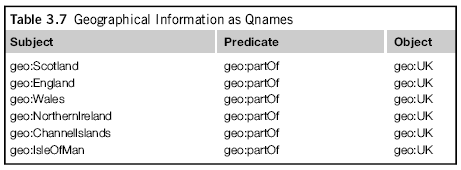 Table 3.7 Geographical Information as Qnames
Subject Predicate Object
geo:Scotland geo:partOf geo:UK
geo:England geo:partOf geo:UK
geo:Wales geo:partOf geo:UK
geo:NorthernIreland geo:partOf geo:UK
geo:ChannelIslands geo:partOf geo:UK
geo:IsleOfMan geo:partOf geo:UK